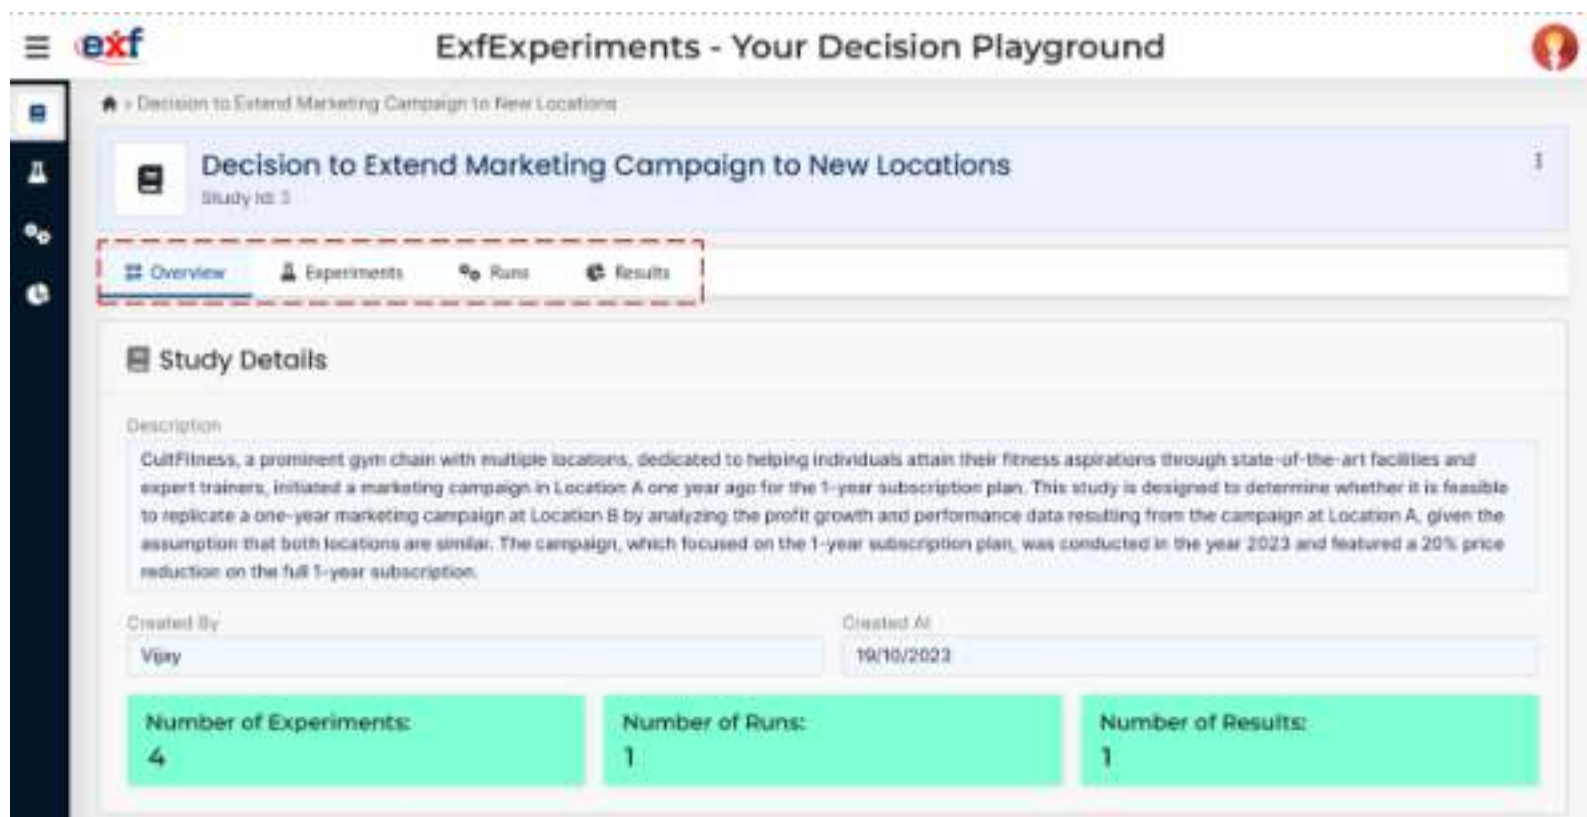 exf
ExfExperiments - Your Decision Playground
» Decision to Extend Marketing Campaign to New Locations
Decision to Extend Marketing Campaign to New Locations
Study Id: 3
Overview Experiments Runs Results
Study Details
Description
CultFitness, a prominent gym chain with multiple locations, dedicated to helping individuals attain their fitness aspirations through state-of-the-art facilities and
expert trainers, initiated a marketing campaign in Location A one year ago for the 1-year subscription plan. This study is designed to determine whether it is feasible
to replicate a one-year marketing campaign at Location B by analyzing the profit growth and performance data resulting from the campaign at Location A, given the
assumption that both locations are similar. The campaign, which focused on the 1-year subscription plan, was conducted in the year 2023 and featured a 20% price
reduction on the full 1-year subscription.
Created By
Created At
Vijay
19/10/2023
Number of Experiments:
4
Number of Runs:
1
Number of Results:
1